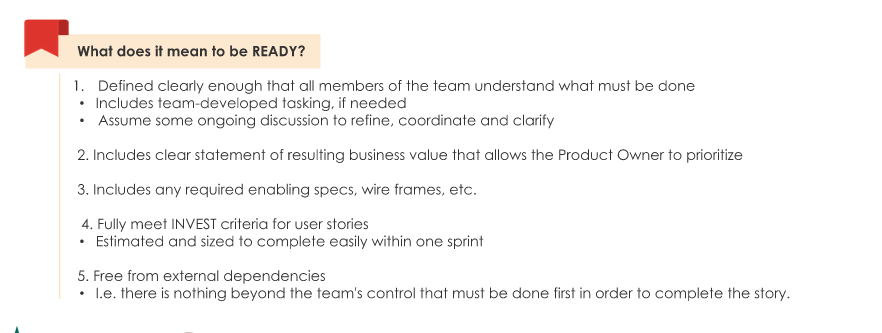 What does it mean to be READY?
1. Defined clearly enough that all members of the team understand what must be done
• Includes team-developed tasking, if needed
• Assume some ongoing discussion to refine, coordinate and clarify
2. Includes clear statement of resulting business value that allows the Product Owner to prioritize
3. Includes any required enabling specs, wire frames, etc.
4. Fully meet INVEST criteria for user stories
• Estimated and sized to complete easily within one sprint
5. Free from external dependencies
• I.e. there is nothing beyond the team's control that must be done first in order to complete the story.